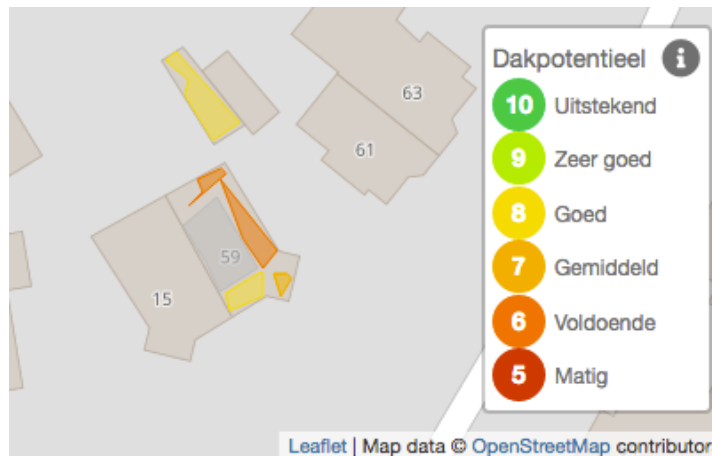 63
61
59
15
Dakpotentieel i
10 Uitstekend
9 Zeer goed
8 Goed
7 Gemiddeld
6 Voldoende
5 Matig
Leaflet | Map data © OpenStreetMap contributor